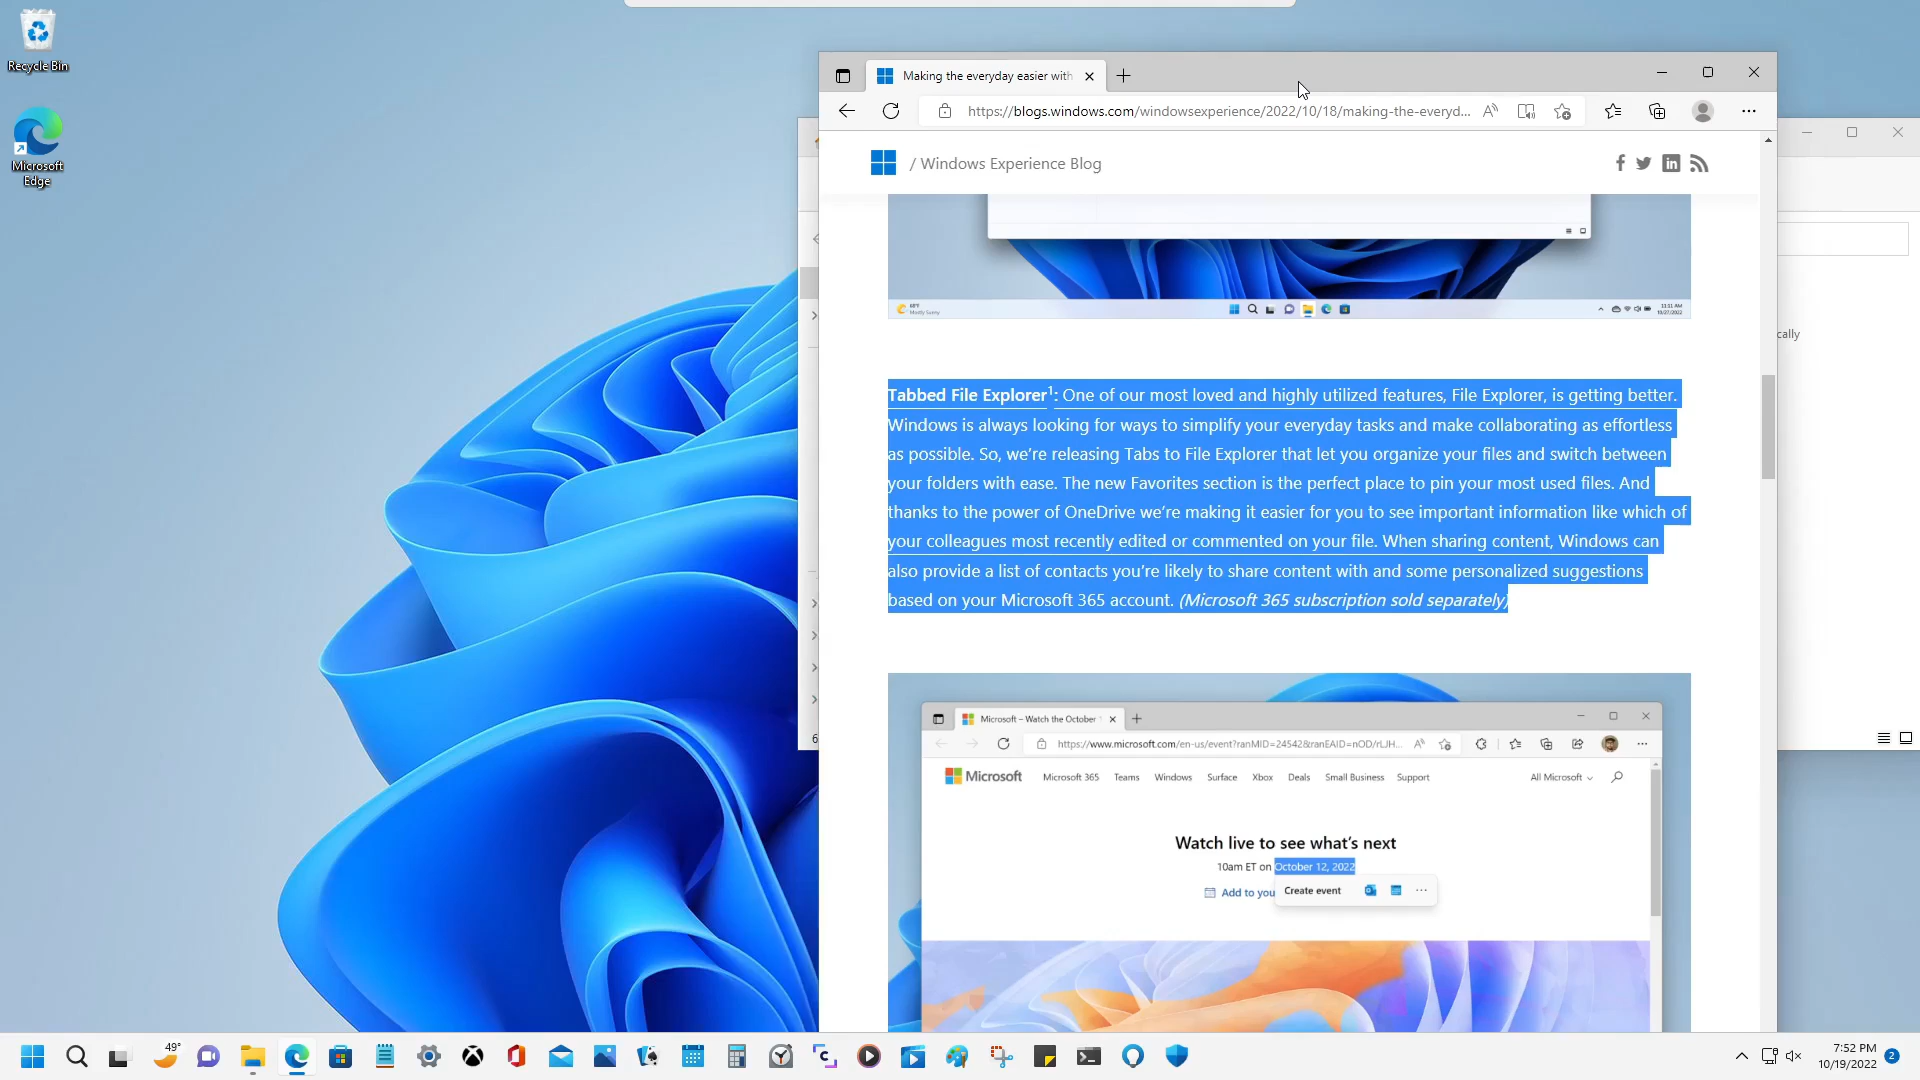 Recycle Bin
Microsoft
Edge
Making the everyday easier with
https://blogs.windows.com/windowsexperience/2022/10/18/making-the-everyd...
/ Windows Experience Blog
68°F
Mostly Sunny
11:11 AM
10/27/2022
cally
Tabbed File Explorer¹: One of our most loved and highly utilized features, File Explorer, is getting better.
Windows is always looking for ways to simplify your everyday tasks and make collaborating as effortless
as possible. So, we’re releasing Tabs to File Explorer that let you organize your files and switch between
your folders with ease. The new Favorites section is the perfect place to pin your most used files. And
thanks to the power of OneDrive we’re making it easier for you to see important information like which of
your colleagues most recently edited or commented on your file. When sharing content, Windows can
also provide a list of contacts you’re likely to share content with and some personalized suggestions
based on your Microsoft 365 account. (Microsoft 365 subscription sold separately)
6
Microsoft – Watch the October
https://www.microsoft.com/en-us/event?ranMID=24542&ranEAID=nOD/rLJH...
Microsoft Microsoft 365 Teams Windows Surface Xbox Deals Small Business Support All Microsoft
Watch live to see what’s next
10am ET on October 12, 2022
Add to you
Create event
49°
7:52 PM
10/19/2022
2